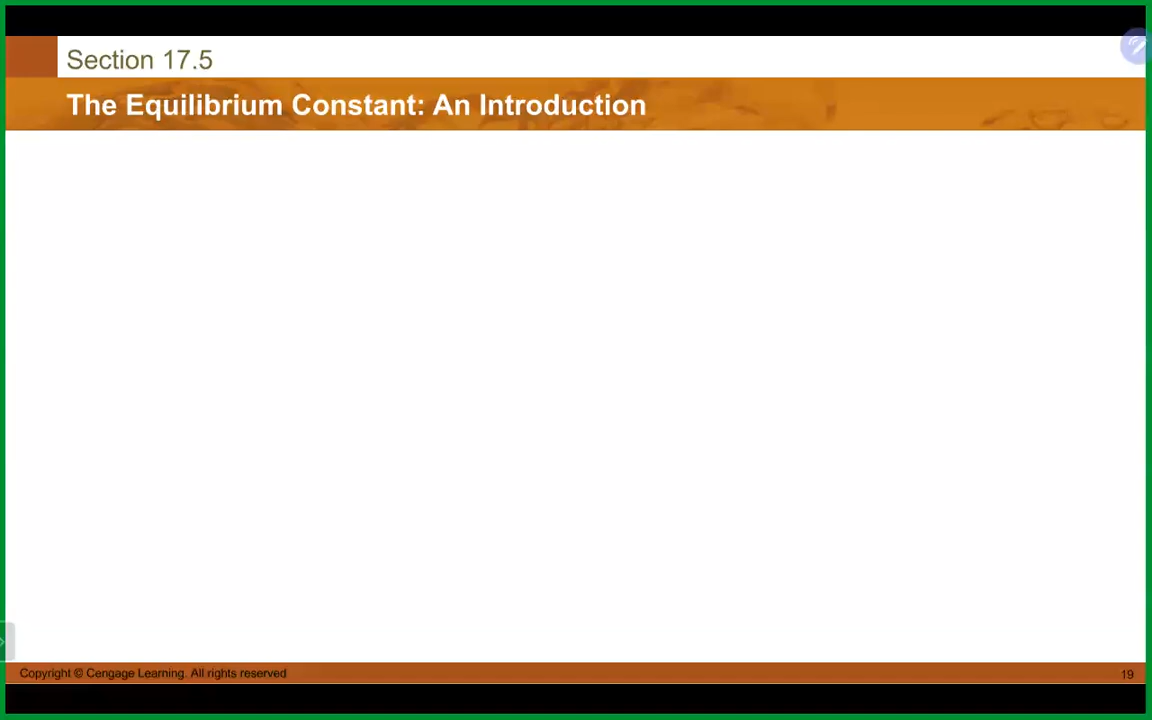 Section 17.5
The Equilibrium Constant: An Introduction
Copyright © Cengage Learning. All rights reserved
19